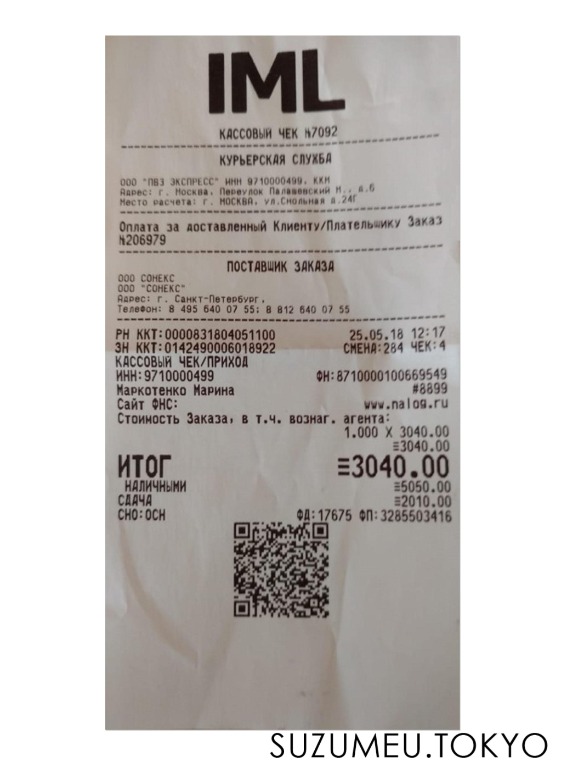 IML
КАССОВЫЙ ЧЕК №7092
КУРЬЕРСКАЯ СЛУЖБА
ООО "ПВЗ ЭКСПРЕСС" ИНН 9710000499, ККМ
Адрес: г. Москва, Переулок Палашевский М., д.6
Место расчета: г. МОСКВА, ул.Смольная д.24Г
Оплата за доставленный Клиенту/Плательщику Заказ
№206979
ПОСТАВЩИК ЗАКАЗА
ООО СОНЕКС
ООО "СОНЕКС"
Адрес: г. Санкт-Петербург,
Телефон: 8 495 640 07 55; 8 812 640 07 55
РН ККТ:0000831804051100 25.05.18 12:17
ЗН ККТ:0142490006018922 СМЕНА:284 ЧЕК:4
КАССОВЫЙ ЧЕК/ПРИХОД
ИНН:9710000499 ФН:8710000100669549
Маркотенко Марина #8899
Сайт ФНС: www.nalog.ru
Стоимость Заказа, в т.ч. вознаг. агента:
1.000 X 3040.00
≡3040.00
ИТОГ ≡3040.00
НАЛИЧНЫМИ ≡5050.00
СДАЧА ≡2010.00
СНО:ОСН ФД:17675 ФП:3285503416
SUZUMEU.TOKYO